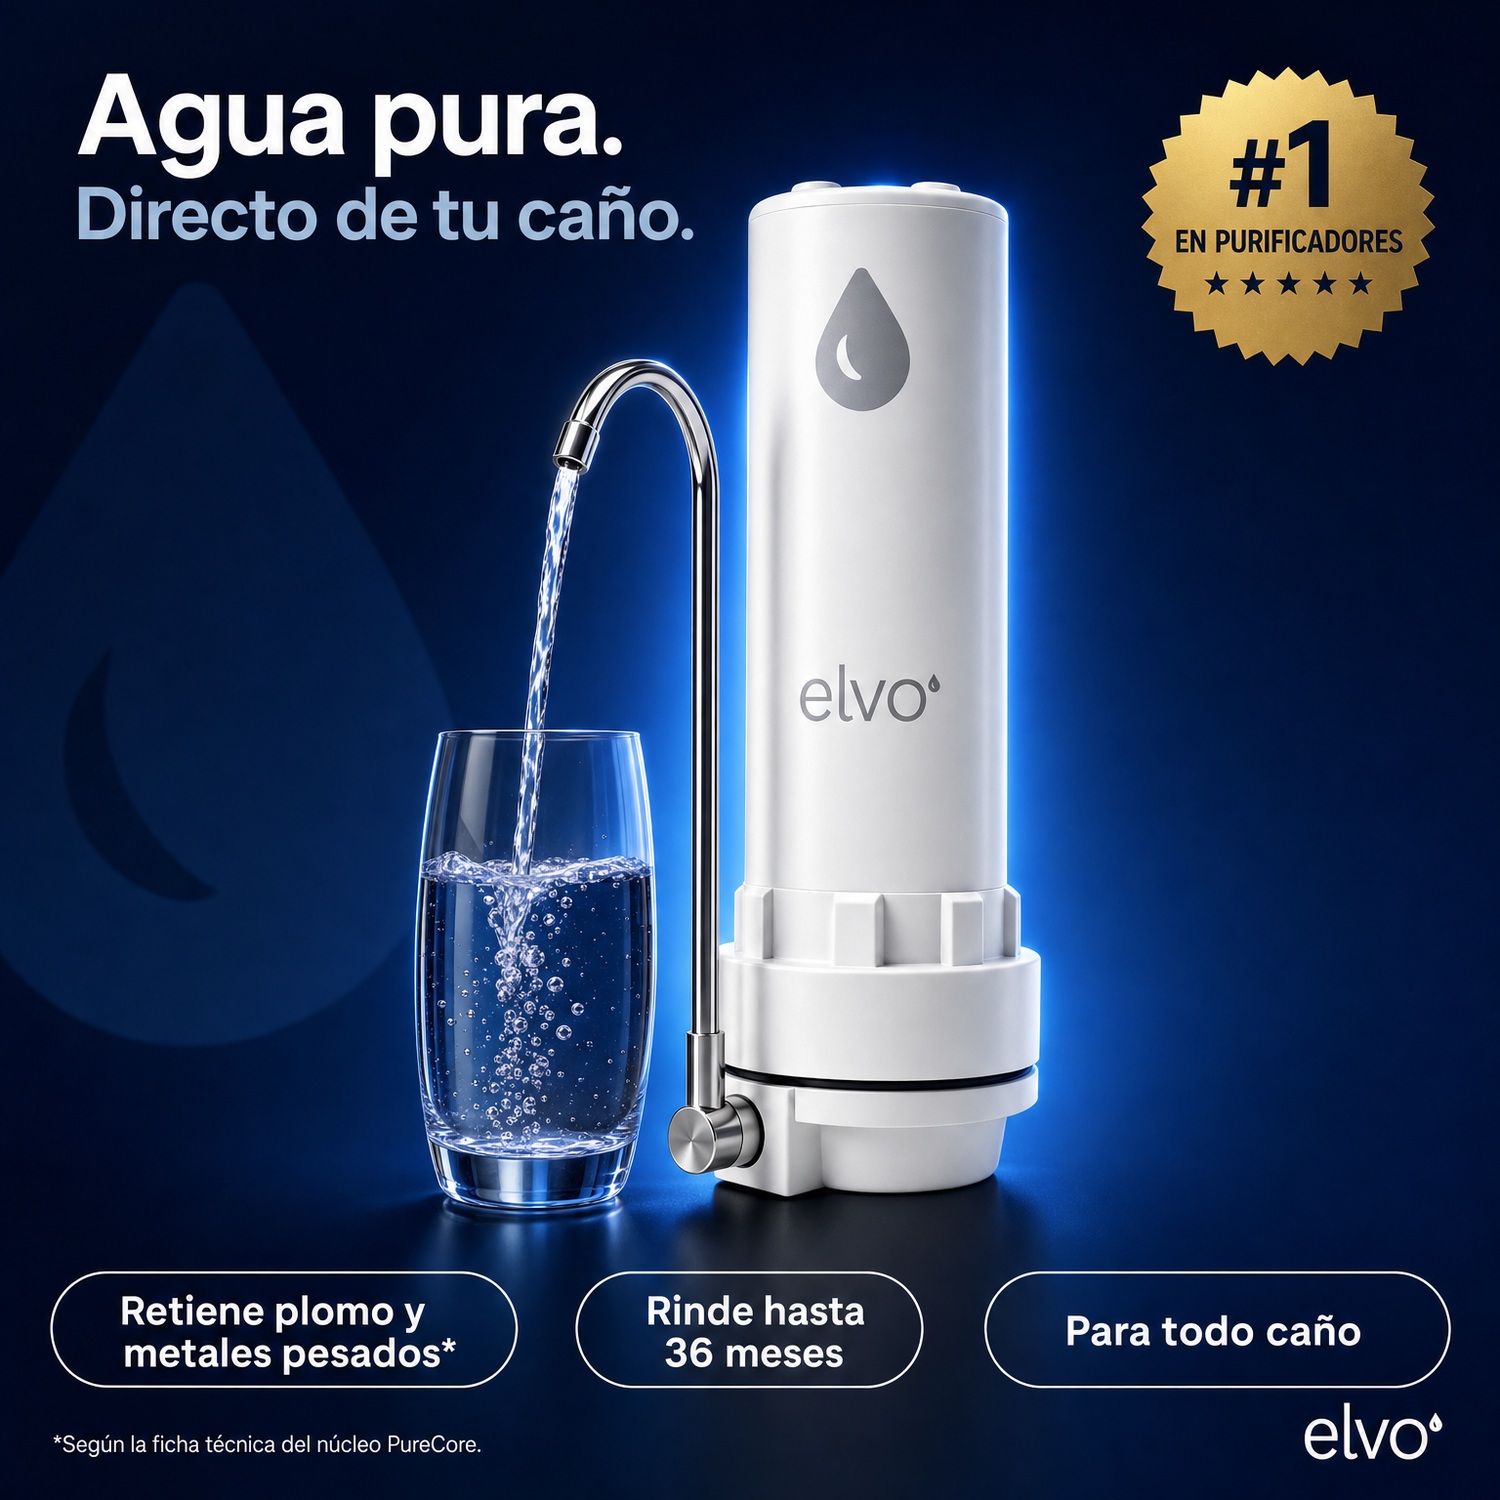 Agua pura.
Directo de tu caño.
#1
EN PURIFICADORES
elvo
Retiene plomo y
metales pesados*
Rinde hasta
36 meses
Para todo caño
*Según la ficha técnica del núcleo PureCore.
elvo